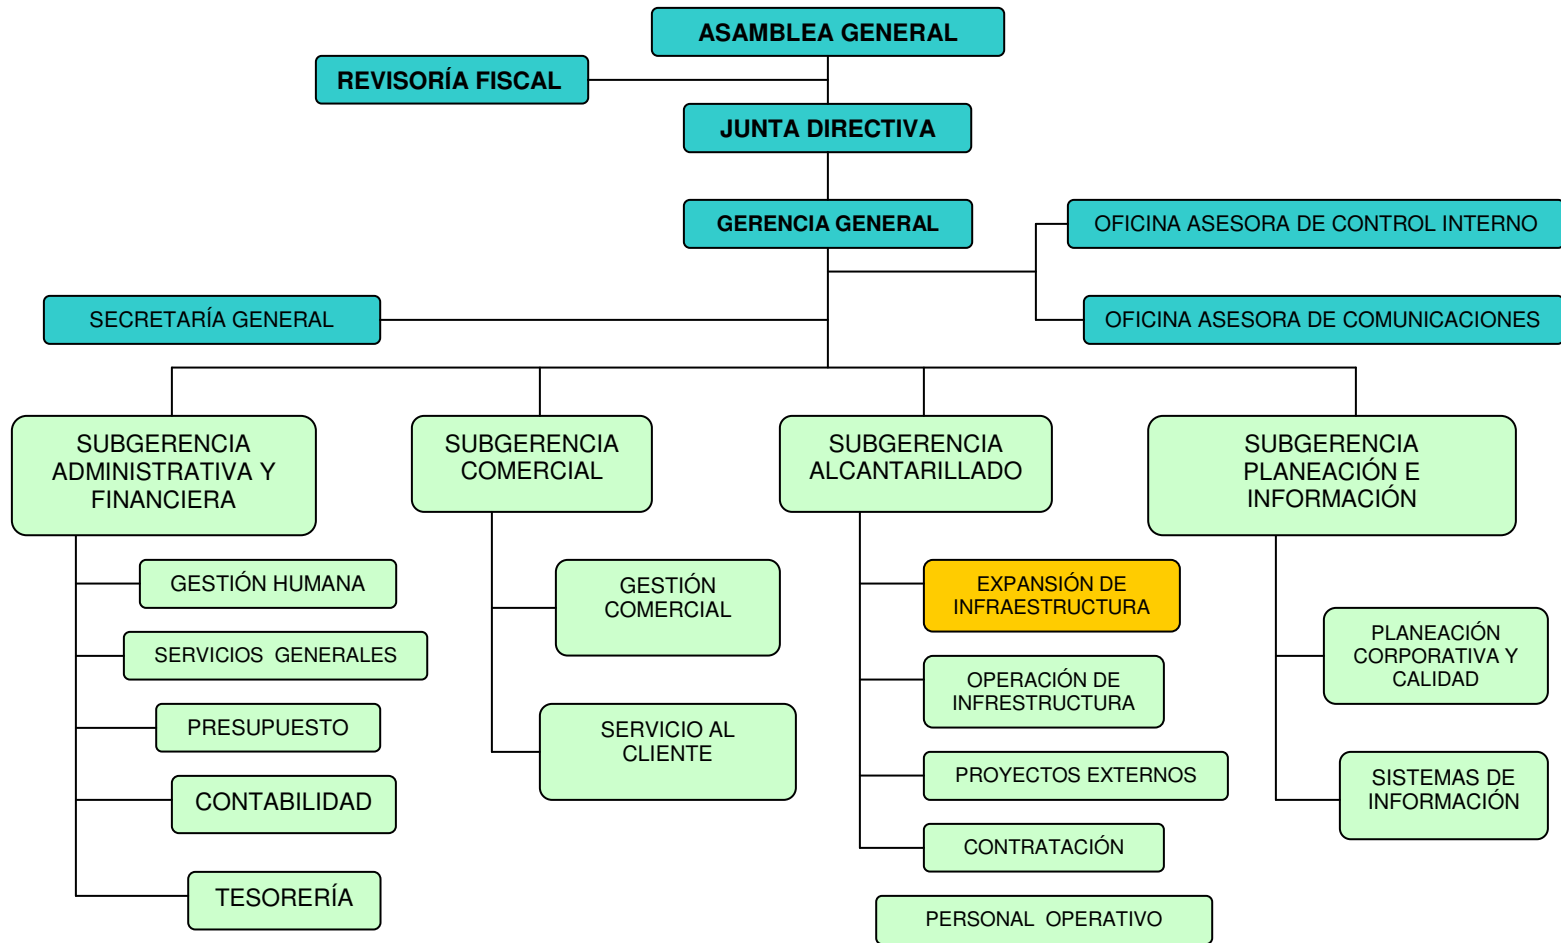 ASAMBLEA GENERAL
REVISORÍA FISCAL
JUNTA DIRECTIVA
GERENCIA GENERAL
OFICINA ASESORA DE CONTROL INTERNO
SECRETARÍA GENERAL
OFICINA ASESORA DE COMUNICACIONES
SUBGERENCIA
ADMINISTRATIVA Y
FINANCIERA
SUBGERENCIA
COMERCIAL
SUBGERENCIA
ALCANTARILLADO
SUBGERENCIA
PLANEACIÓN E
INFORMACIÓN
GESTIÓN HUMANA
SERVICIOS GENERALES
PRESUPUESTO
CONTABILIDAD
TESORERÍA
GESTIÓN
COMERCIAL
SERVICIO AL
CLIENTE
EXPANSIÓN DE
INFRAESTRUCTURA
OPERACIÓN DE
INFRESTRUCTURA
PROYECTOS EXTERNOS
CONTRATACIÓN
PERSONAL OPERATIVO
PLANEACIÓN
CORPORATIVA Y
CALIDAD
SISTEMAS DE
INFORMACIÓN